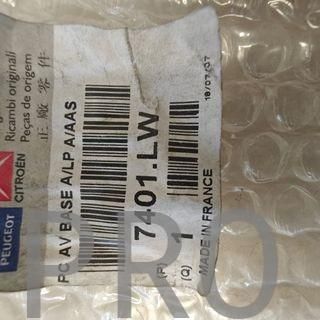 Ricambi originali
Peças de origem
正廠零件
CITROËN
PEUGEOT
PC AV BASE A/LP A/AAS
7401.LW
(P)
(Q) 1
18/07/07
MADE IN FRANCE
PRO